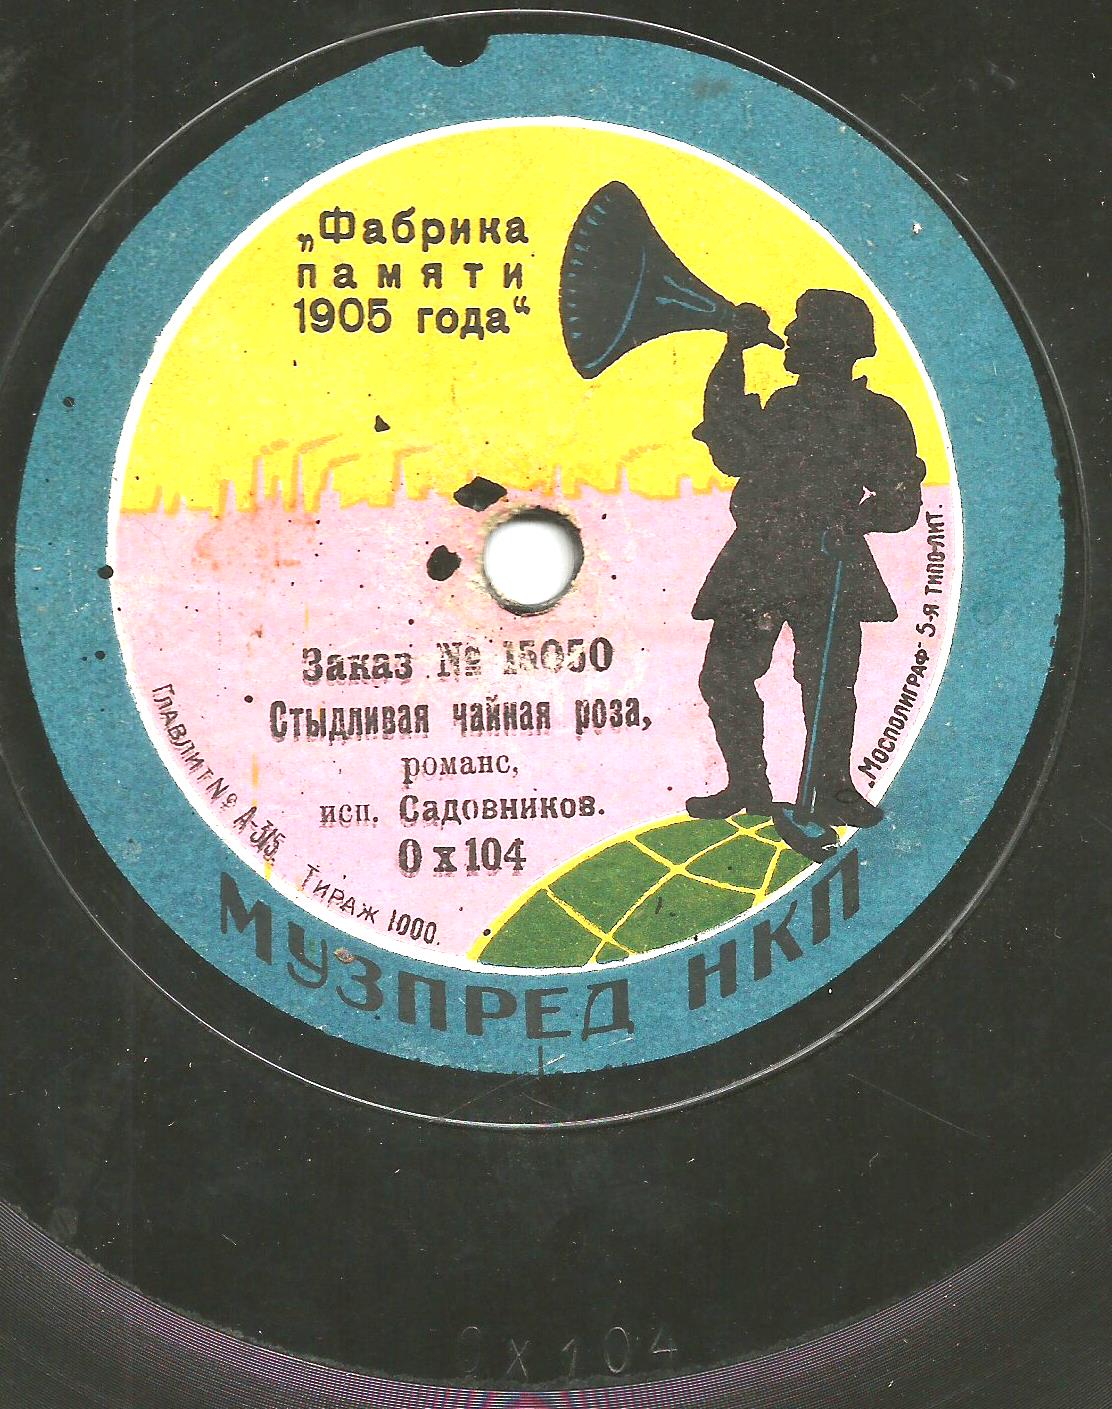 „Фабрика
памяти
1905 года“
Заказ № 15050
Стыдливая чайная роза,
романс,
исп. Садовников.
О х 104
Главлит № А-315. Тираж 1000.
„Мосполиграф" 5-я типо-лит.
МУЗПРЕД НКП
0 х 104